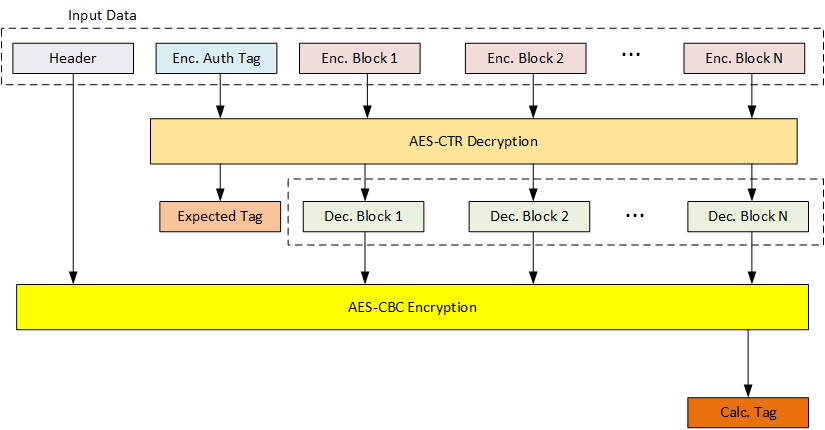 Input Data
Header
Enc. Auth Tag
Enc. Block 1
Enc. Block 2
...
Enc. Block N
AES-CTR Decryption
Expected Tag
Dec. Block 1
Dec. Block 2
...
Dec. Block N
AES-CBC Encryption
Calc. Tag